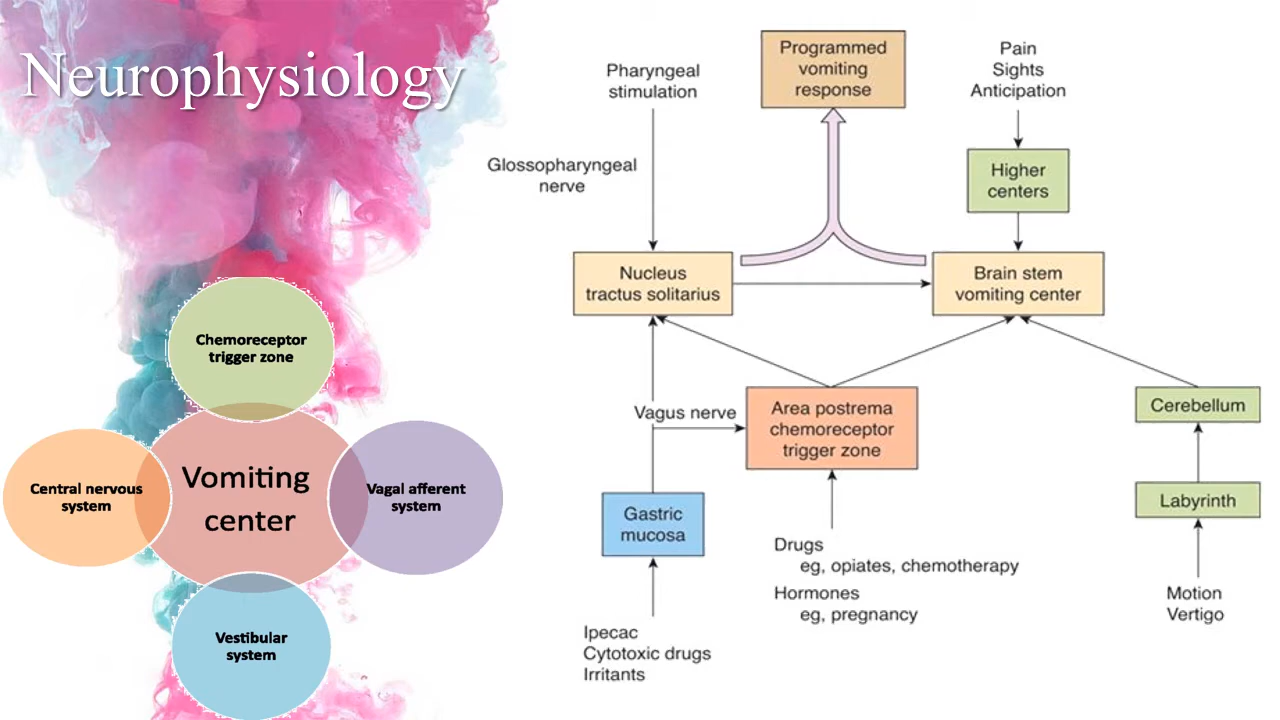 Neurophysiology
Chemoreceptor
trigger zone
Central nervous
system
Vomiting
center
Vagal afferent
system
Vestibular
system
Pharyngeal
stimulation
Programmed
vomiting
response
Pain
Sights
Anticipation
Glossopharyngeal
nerve
Higher
centers
Nucleus
tractus solitarius
Brain stem
vomiting center
Vagus nerve
Area postrema
chemoreceptor
trigger zone
Cerebellum
Labyrinth
Gastric
mucosa
Drugs
eg, opiates, chemotherapy
Hormones
eg, pregnancy
Motion
Vertigo
Ipecac
Cytotoxic drugs
Irritants